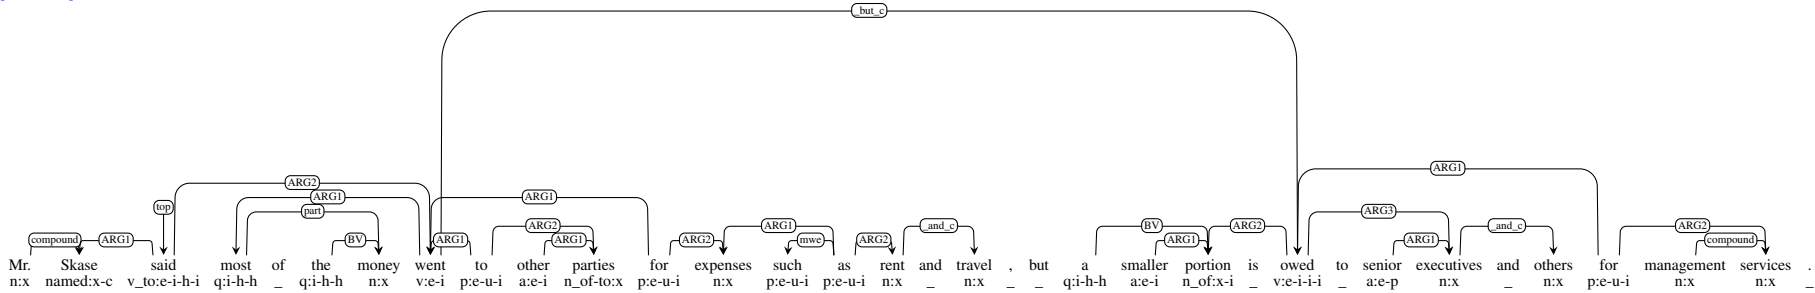 _but_c
ARG1
ARG2
ARG1 ARG1
top part ARG3
ARG2 ARG1 _and_c BV ARG2 _and_c ARG2
compound ARG1 BV ARG1 ARG1 ARG2 mwe ARG2 ARG1 ARG1 compound
Mr. Skase said most of the money went to other parties for expenses such as rent and travel , but a smaller portion is owed to senior executives and others for management services .
n:x named:x-c v_to:e-i-h-i q:i-h-h _ q:i-h-h n:x v:e-i p:e-u-i a:e-i n_of-to:x p:e-u-i n:x p:e-u-i p:e-u-i n:x _ n:x _ _ q:i-h-h a:e-i n_of:x-i _ v:e-i-i-i _ a:e-p n:x _ n:x p:e-u-i n:x n:x _